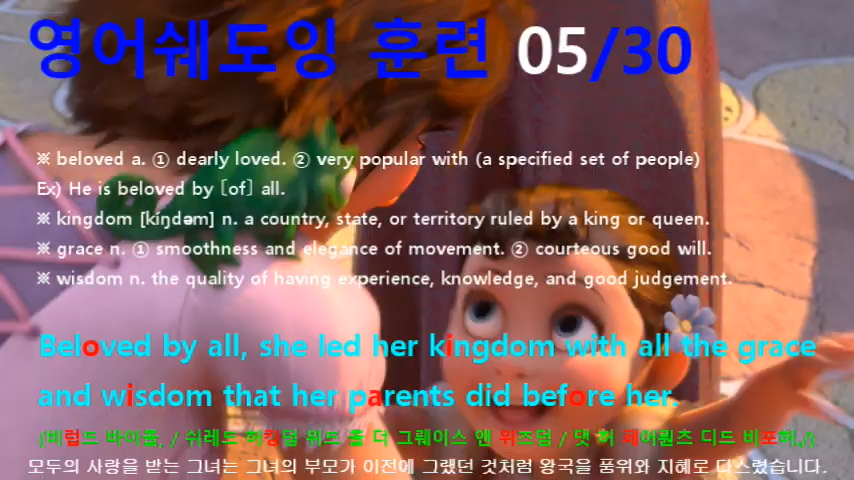 영어쉐도잉 훈련 05/30
※ beloved a. ① dearly loved. ② very popular with (a specified set of people)
Ex) He is beloved by [of] all.
※ kingdom [kíŋdəm] n. a country, state, or territory ruled by a king or queen.
※ grace n. ① smoothness and elegance of movement. ② courteous good will.
※ wisdom n. the quality of having experience, knowledge, and good judgement.
Beloved by all, she led her kingdom with all the grace
and wisdom that her parents did before her.
/비럽드 바이올, / 쉬레드 허킹덤 위드 올 더 그뤠이스 앤 위즈덤 / 탯 허 페어뤈츠 디드 비포허./
모두의 사랑을 받는 그녀는 그녀의 부모가 이전에 그랬던 것처럼 왕국을 품위와 지혜로 다스렸습니다.